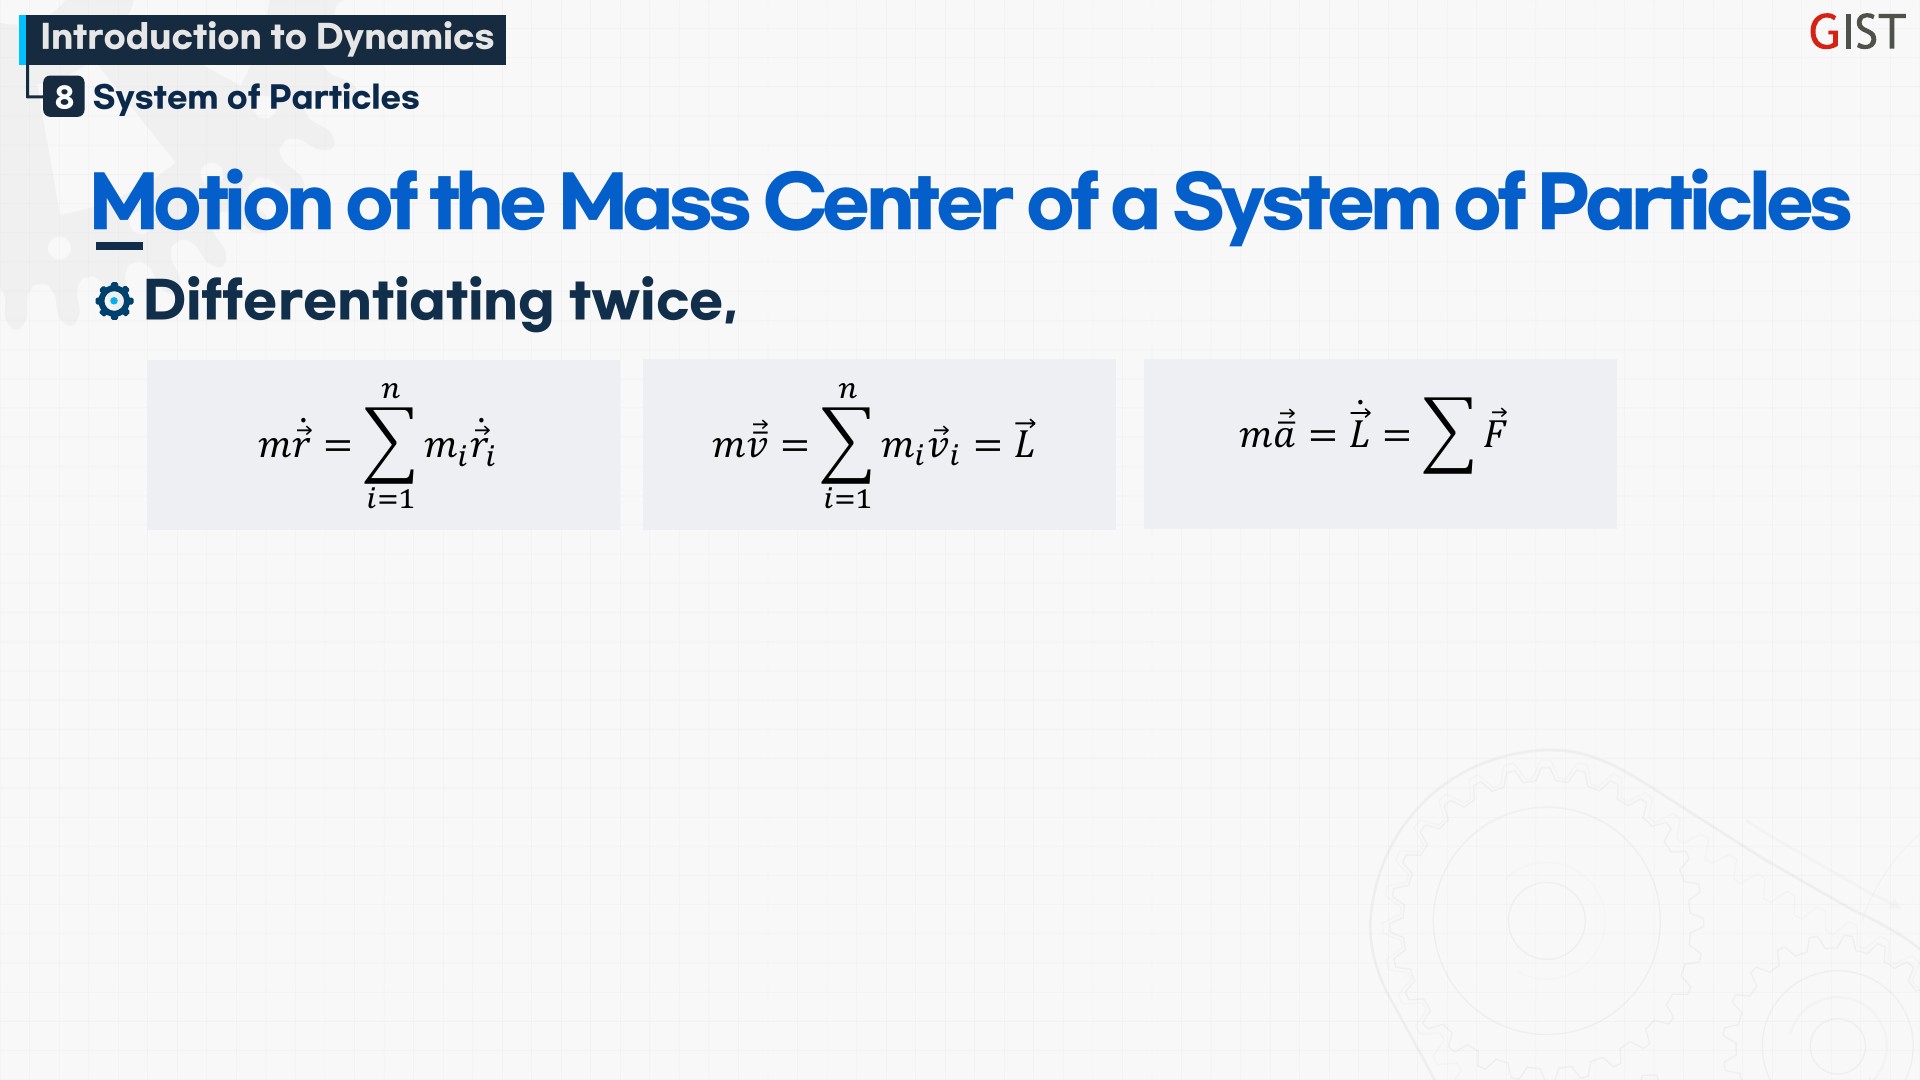 Introduction to Dynamics
GIST
8 System of Particles
Motion of the Mass Center of a System of Particles
Differentiating twice,
$m\dot{\vec{\bar{r}}} = \sum_{i=1}^{n} m_i \dot{\vec{r}}_i$
$m\vec{\bar{v}} = \sum_{i=1}^{n} m_i \vec{v}_i = \vec{L}$
$m\vec{\bar{a}} = \dot{\vec{L}} = \sum \vec{F}$